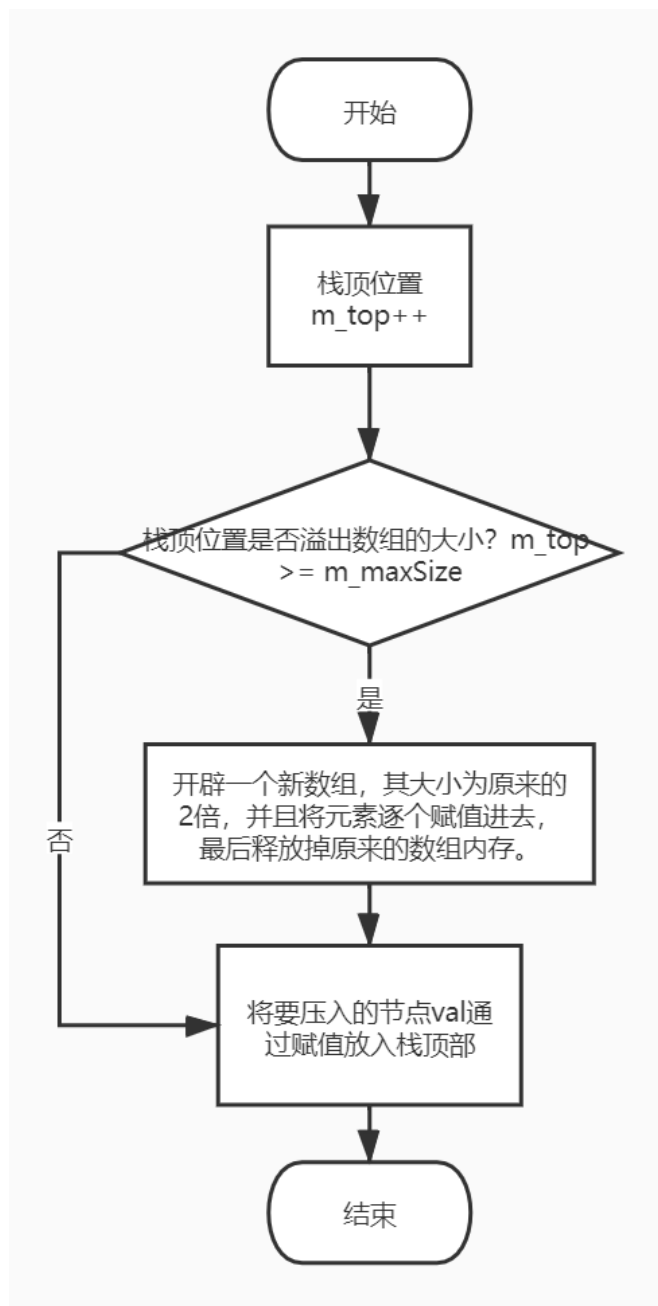 开始
栈顶位置
m_top++
栈顶位置是否溢出数组的大小？m_top
>= m_maxSize
是
开辟一个新数组，其大小为原来的
2倍，并且将元素逐个赋值进去，
最后释放掉原来的数组内存。
否
将要压入的节点val通
过赋值放入栈顶部
结束